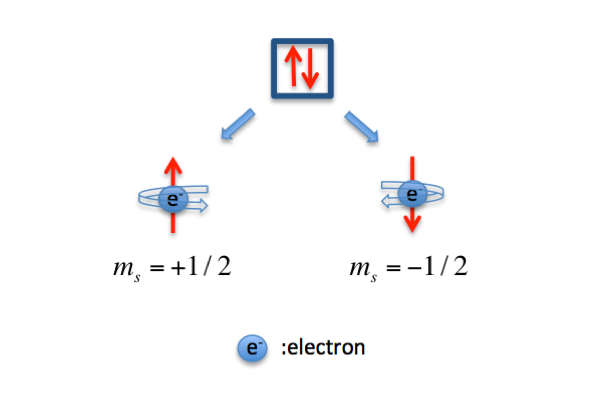 e⁻ e⁻
mₛ = +1/2 mₛ = −1/2
e⁻ :electron